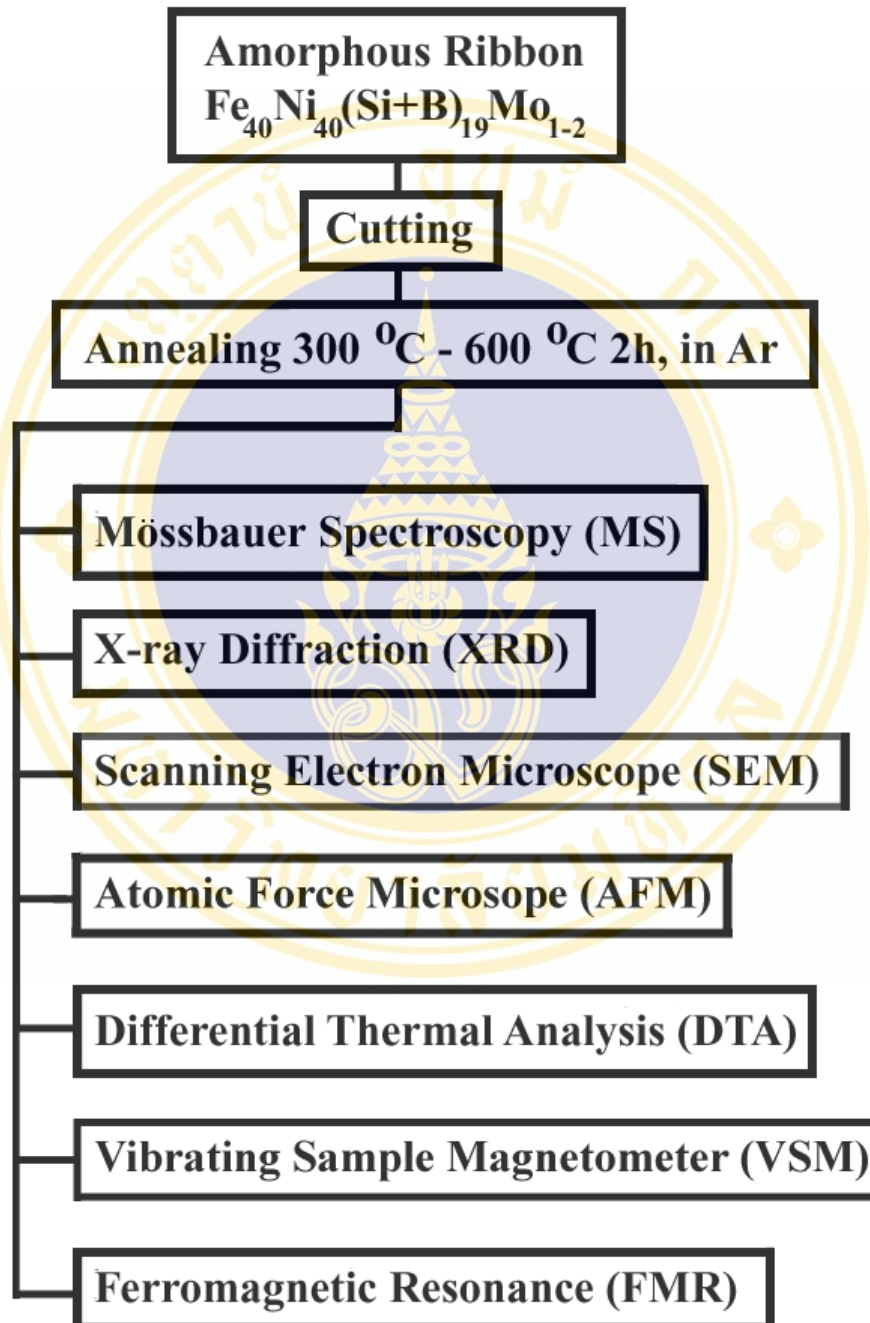 Amorphous Ribbon
Fe₄₀Ni₄₀(Si+B)₁₉Mo₁₋₂
Cutting
Annealing 300 ⁰C - 600 ⁰C 2h, in Ar
Mössbauer Spectroscopy (MS)
X-ray Diffraction (XRD)
Scanning Electron Microscope (SEM)
Atomic Force Microsope (AFM)
Differential Thermal Analysis (DTA)
Vibrating Sample Magnetometer (VSM)
Ferromagnetic Resonance (FMR)